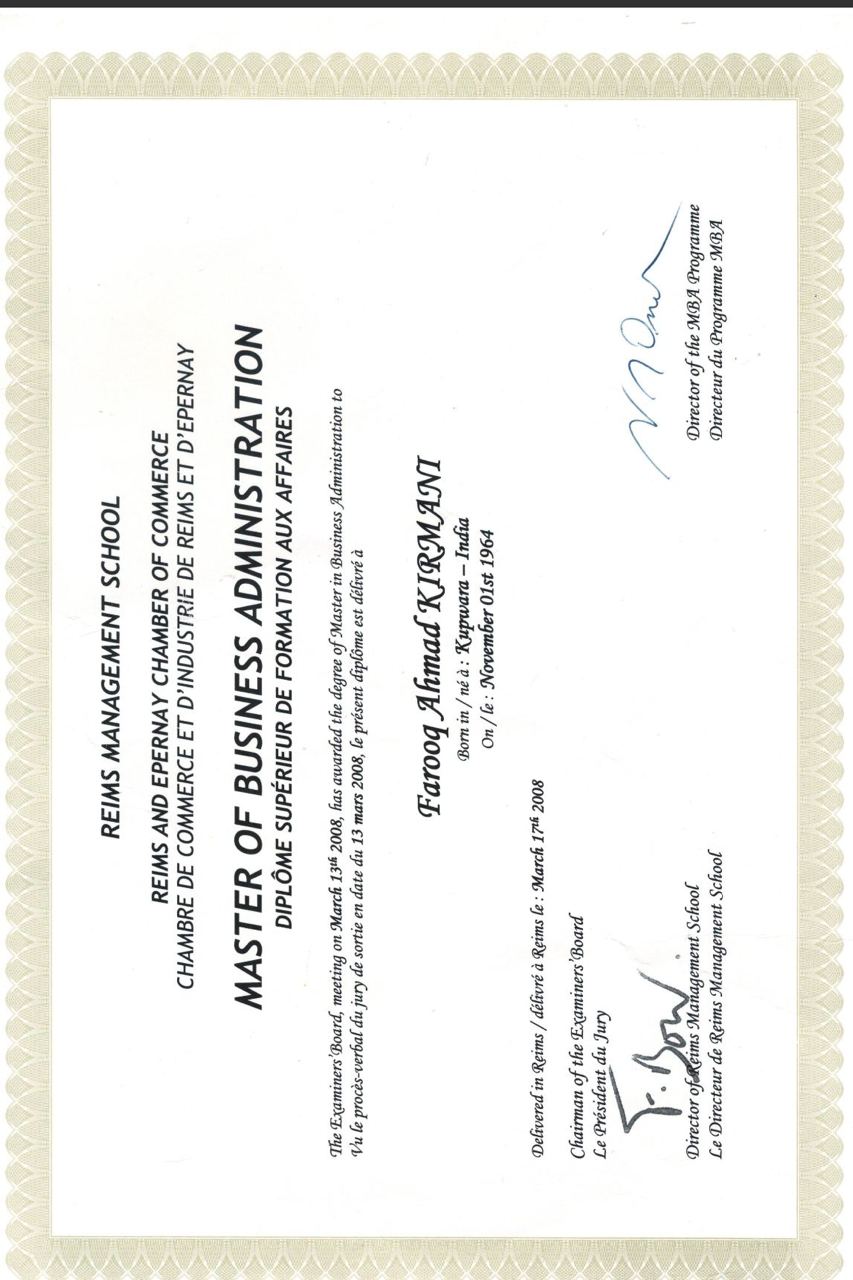 REIMS MANAGEMENT SCHOOL
REIMS AND EPERNAY CHAMBER OF COMMERCE
CHAMBRE DE COMMERCE ET D'INDUSTRIE DE REIMS ET D'EPERNAY
MASTER OF BUSINESS ADMINISTRATION
DIPLÔME SUPÉRIEUR DE FORMATION AUX AFFAIRES
The Examiners'Board, meeting on March 13th 2008, has awarded the degree of Master in Business Administration to
Vu le procès-verbal du jury de sortie en date du 13 mars 2008, le présent diplôme est délivré à
Farooq Ahmad KIRMANI
Born in / né à : Kupwara – India
On / le : November 01st 1964
Delivered in Reims / délivré à Reims le : March 17th 2008
Chairman of the Examiners'Board
Le Président du Jury
Director of Reims Management School
Le Directeur de Reims Management School
Director of the MBA Programme
Directeur du Programme MBA